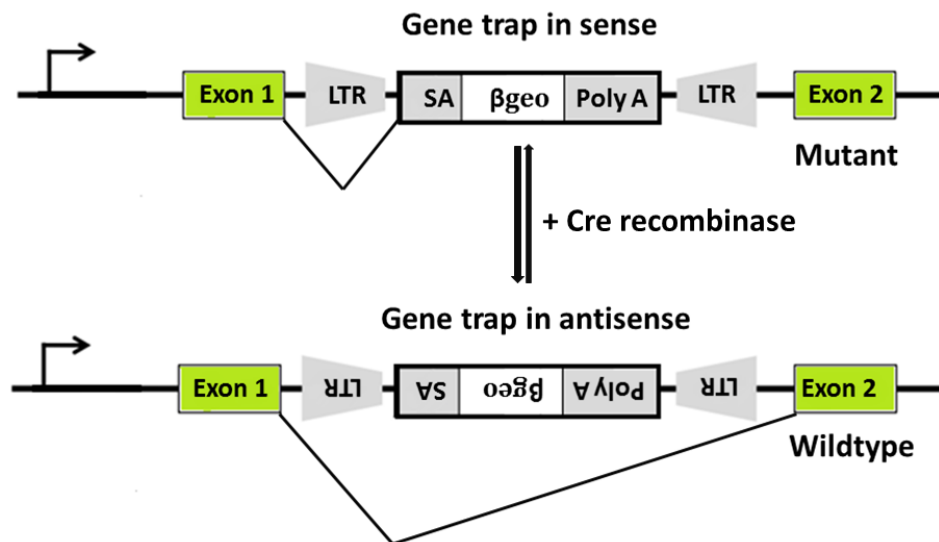 Gene trap in sense
Exon 1 LTR SA βgeo Poly A LTR Exon 2
Mutant
+ Cre recombinase
Gene trap in antisense
Exon 1 LTR SA βgeo Poly A LTR Exon 2
Wildtype